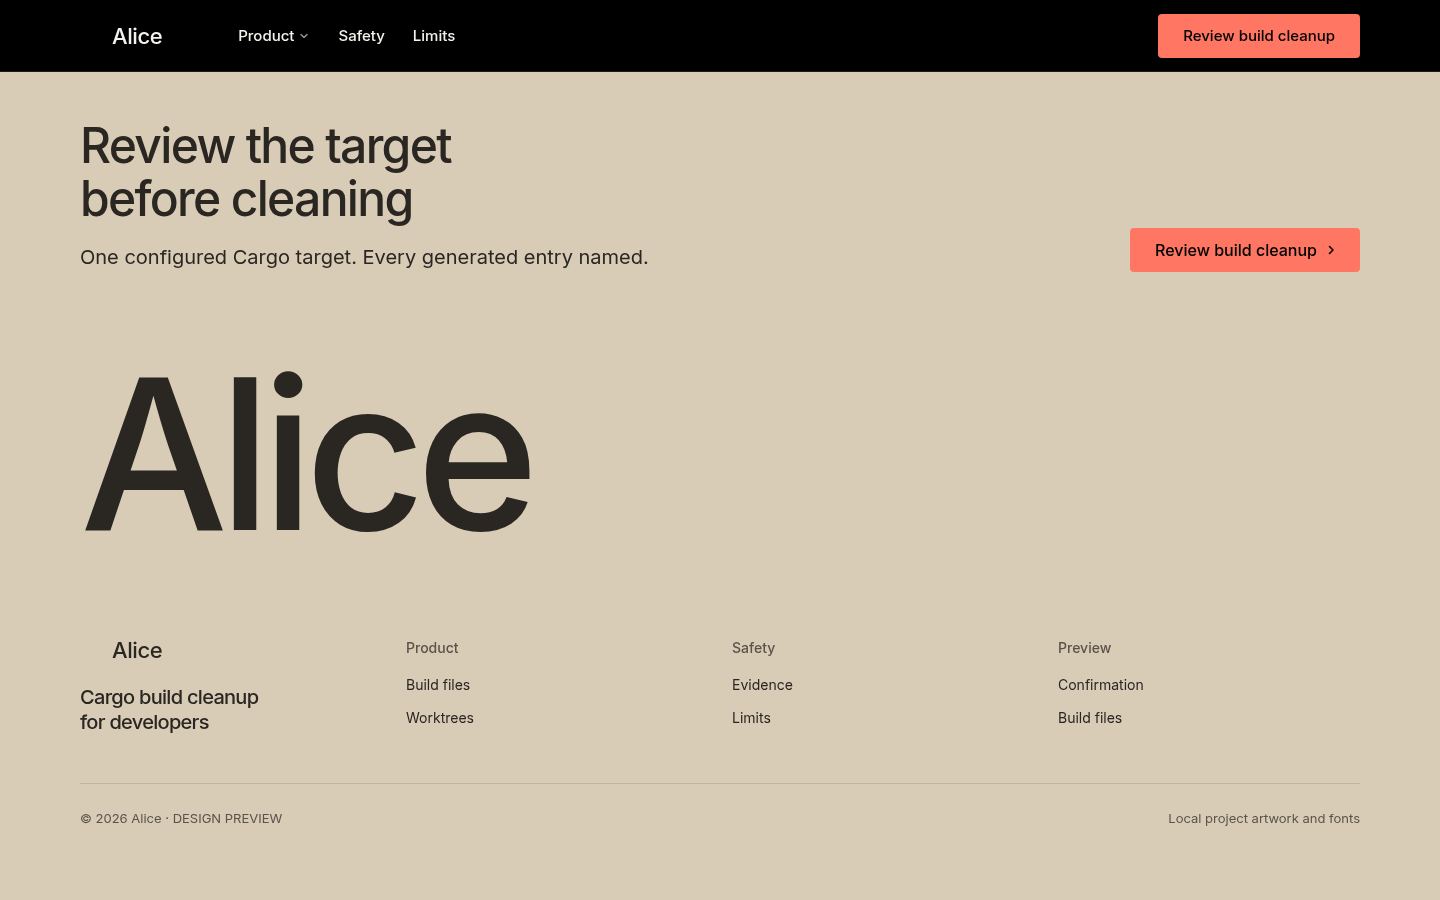 Alice
Product
Safety
Limits
Review build cleanup
Review the target
before cleaning
One configured Cargo target. Every generated entry named.
Review build cleanup
Alice
Alice
Cargo build cleanup
for developers
Product
Build files
Worktrees
Safety
Evidence
Limits
Preview
Confirmation
Build files
© 2026 Alice · DESIGN PREVIEW
Local project artwork and fonts